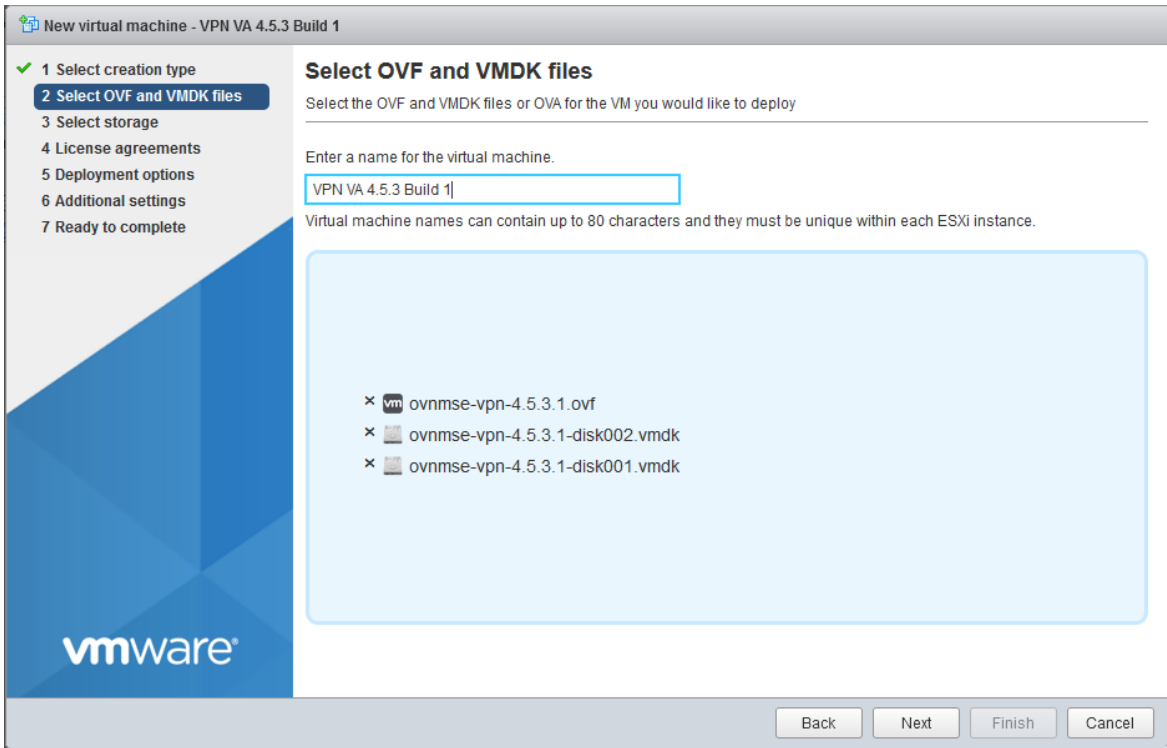 New virtual machine - VPN VA 4.5.3 Build 1
1 Select creation type
2 Select OVF and VMDK files
3 Select storage
4 License agreements
5 Deployment options
6 Additional settings
7 Ready to complete
Select OVF and VMDK files
Select the OVF and VMDK files or OVA for the VM you would like to deploy
Enter a name for the virtual machine.
VPN VA 4.5.3 Build 1
Virtual machine names can contain up to 80 characters and they must be unique within each ESXi instance.
vm ovnmse-vpn-4.5.3.1.ovf
ovnmse-vpn-4.5.3.1-disk002.vmdk
ovnmse-vpn-4.5.3.1-disk001.vmdk
vmware®
Back Next Finish Cancel